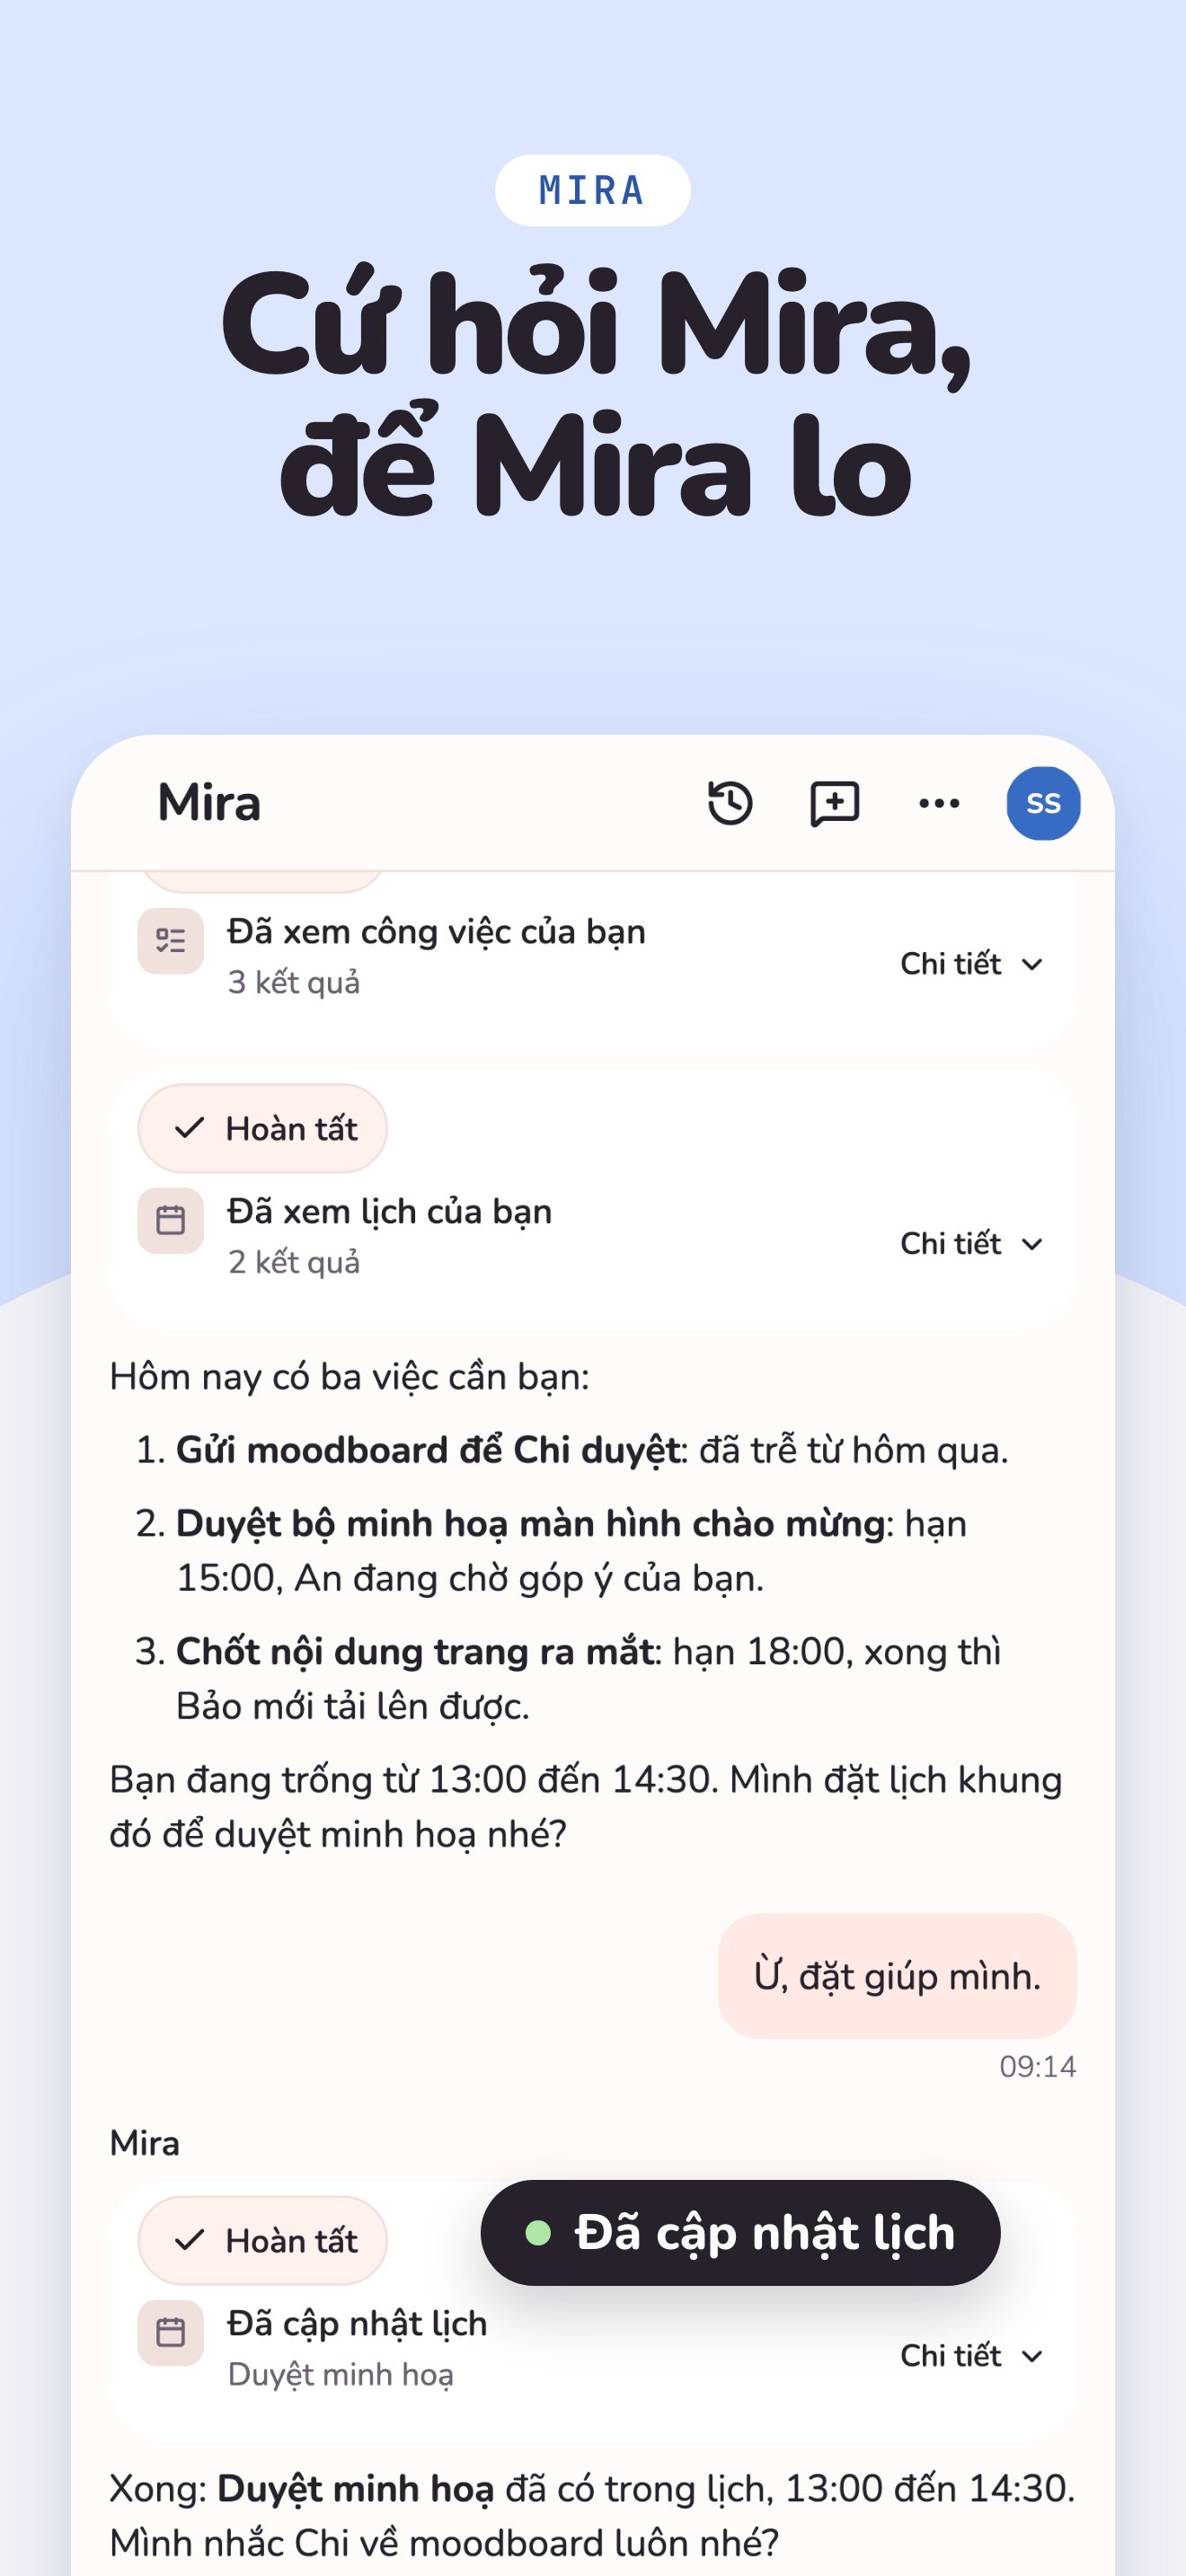 MIRA
Cứ hỏi Mira,
để Mira lo
Mira
SS
Đã xem công việc của bạn
3 kết quả
Chi tiết
Hoàn tất
Đã xem lịch của bạn
2 kết quả
Chi tiết
Hôm nay có ba việc cần bạn:
1. Gửi moodboard để Chi duyệt: đã trễ từ hôm qua.
2. Duyệt bộ minh hoạ màn hình chào mừng: hạn
15:00, An đang chờ góp ý của bạn.
3. Chốt nội dung trang ra mắt: hạn 18:00, xong thì
Bảo mới tải lên được.
Bạn đang trống từ 13:00 đến 14:30. Mình đặt lịch khung
đó để duyệt minh hoạ nhé?
Ừ, đặt giúp mình.
09:14
Mira
Hoàn tất
Đã cập nhật lịch
Đã cập nhật lịch
Duyệt minh hoạ
Chi tiết
Xong: Duyệt minh hoạ đã có trong lịch, 13:00 đến 14:30.
Mình nhắc Chi về moodboard luôn nhé?